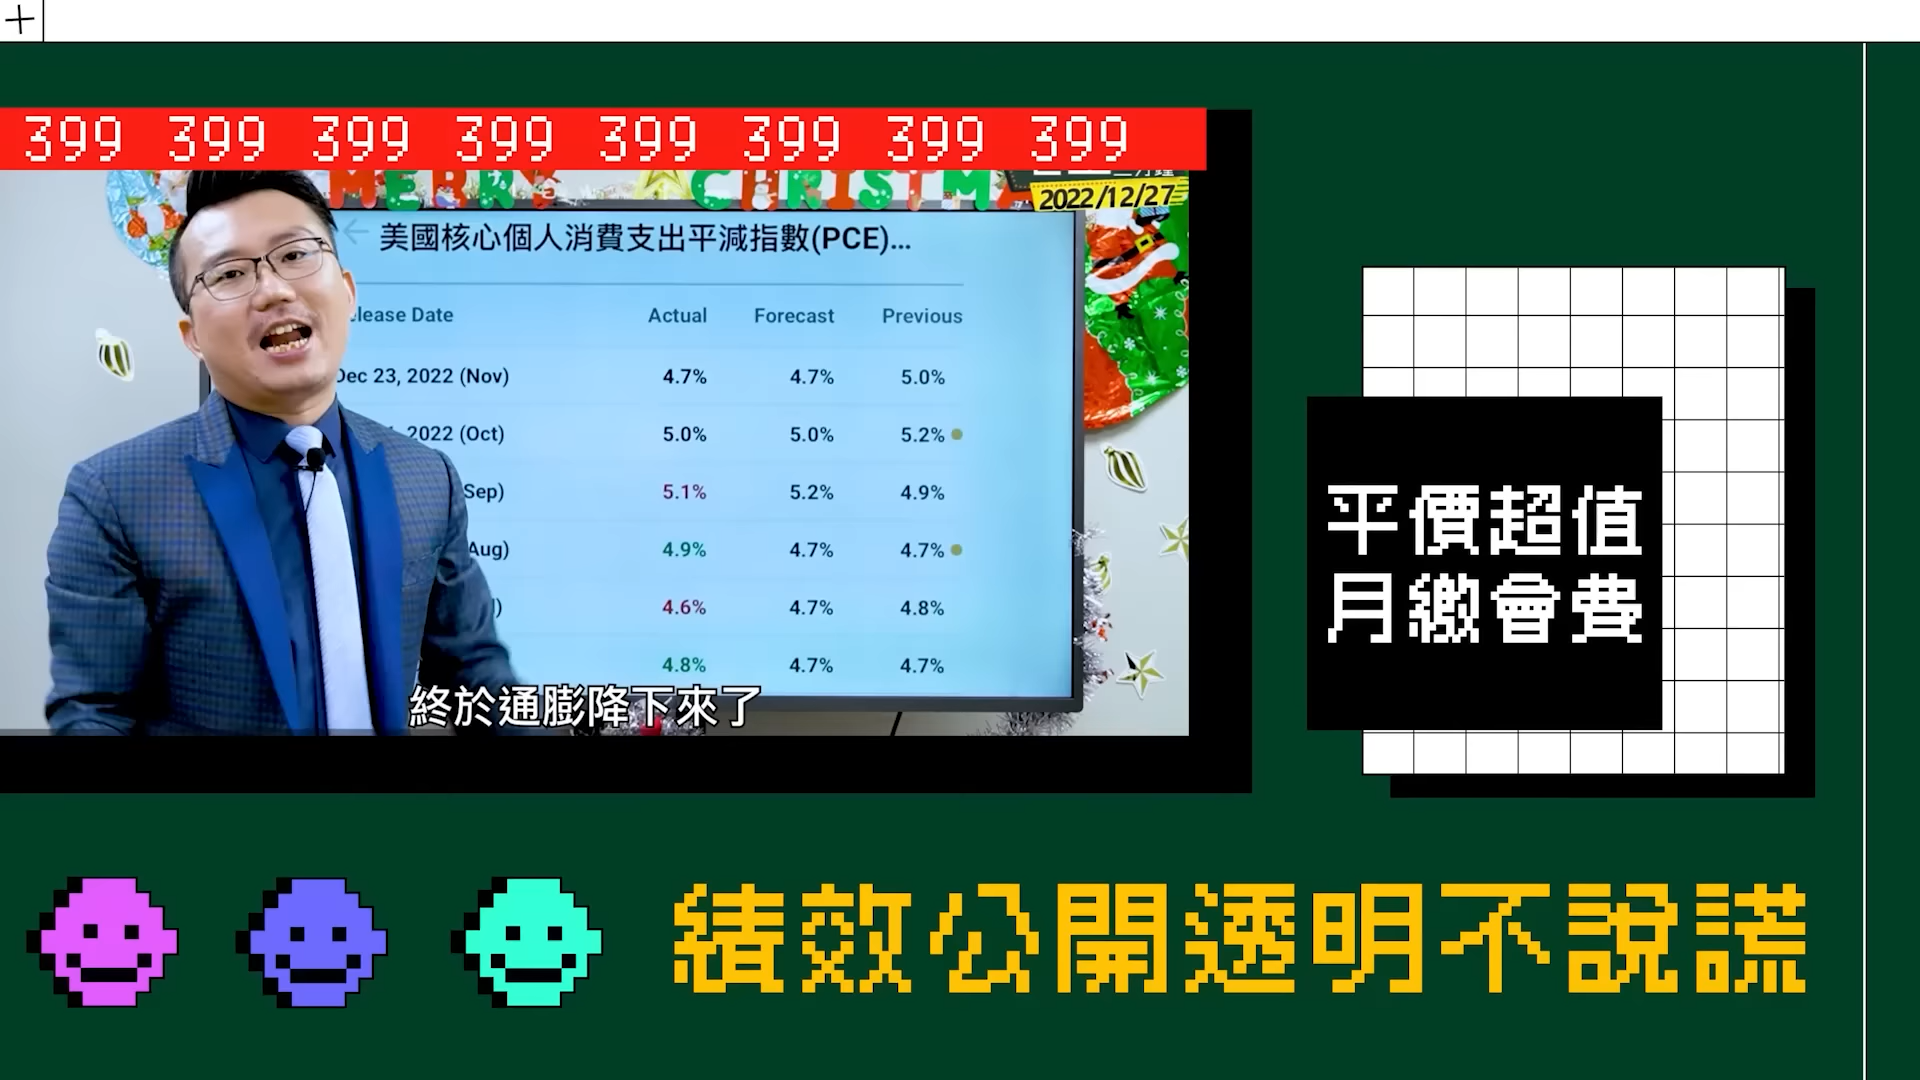 399 399 399 399 399 399 399 399
MERRY CHRISTMA
2022/12/27
美國核心個人消費支出平減指數(PCE)...
lease Date Actual Forecast Previous
Dec 23, 2022 (Nov) 4.7% 4.7% 5.0%
2022 (Oct) 5.0% 5.0% 5.2%
Sep) 5.1% 5.2% 4.9%
Aug) 4.9% 4.7% 4.7%
4.6% 4.7% 4.8%
4.8% 4.7% 4.7%
終於通膨降下來了
平價超值
月繳會費
績效公開透明不說謊